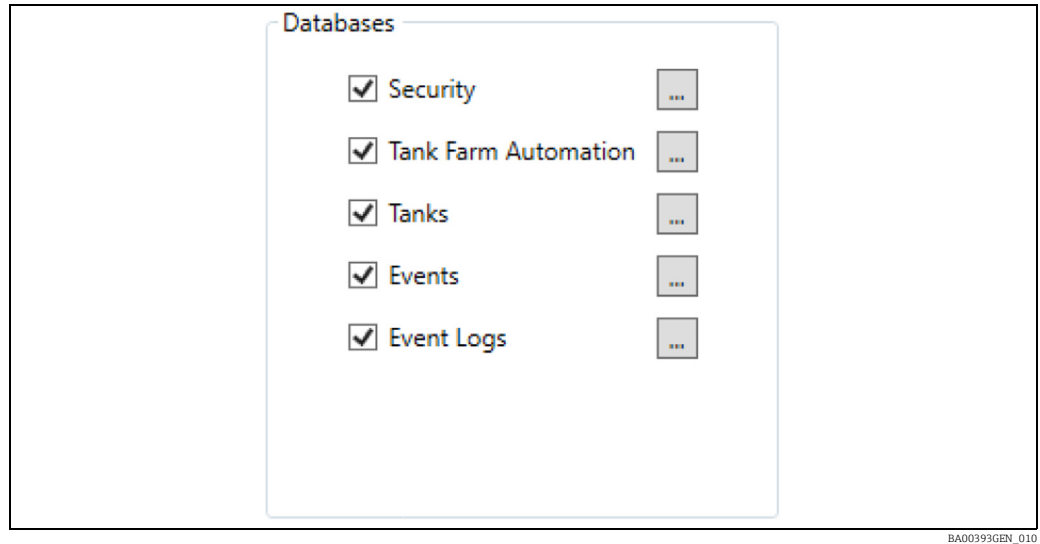 Databases
Security ...
Tank Farm Automation ...
Tanks ...
Events ...
Event Logs ...
BA00393GEN_010